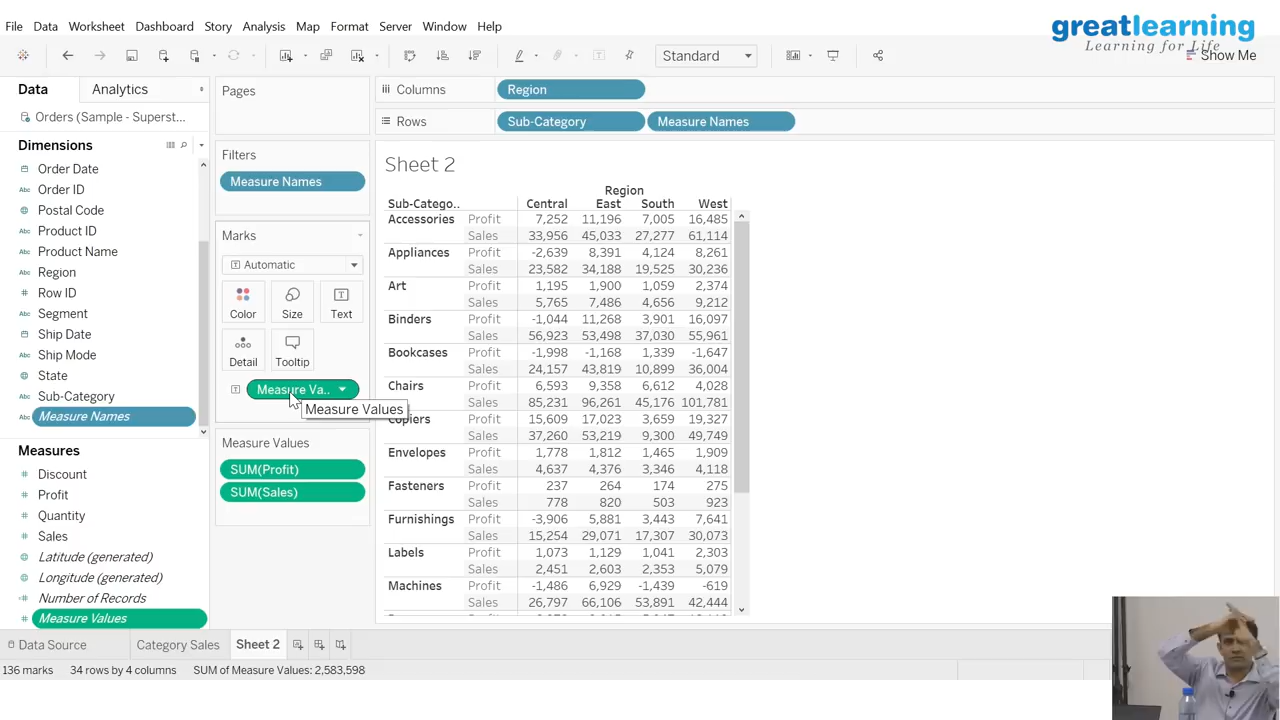 File Data Worksheet Dashboard Story Analysis Map Format Server Window Help
greatlearning
Learning for Life
Standard
Show Me
Data Analytics
Orders (Sample - Superst...
Dimensions
Order Date
Order ID
Postal Code
Product ID
Product Name
Region
Row ID
Segment
Ship Date
Ship Mode
State
Sub-Category
Measure Names
Measures
Discount
Profit
Quantity
Sales
Latitude (generated)
Longitude (generated)
Number of Records
Measure Values
Pages
Filters
Measure Names
Marks
Automatic
Color Size Text
Detail Tooltip
Measure Va..
Measure Values
Measure Values
SUM(Profit)
SUM(Sales)
Columns Region
Rows Sub-Category Measure Names
Sheet 2
Region
Sub-Catego.. Central East South West
Accessories Profit 7,252 11,196 7,005 16,485
Sales 33,956 45,033 27,277 61,114
Appliances Profit -2,639 8,391 4,124 8,261
Sales 23,582 34,188 19,525 30,236
Art Profit 1,195 1,900 1,059 2,374
Sales 5,765 7,486 4,656 9,212
Binders Profit -1,044 11,268 3,901 16,097
Sales 56,923 53,498 37,030 55,961
Bookcases Profit -1,998 -1,168 1,339 -1,647
Sales 24,157 43,819 10,899 36,004
Chairs Profit 6,593 9,358 6,612 4,028
Sales 85,231 96,261 45,176 101,781
Copiers Profit 15,609 17,023 3,659 19,327
Sales 37,260 53,219 9,300 49,749
Envelopes Profit 1,778 1,812 1,465 1,909
Sales 4,637 4,376 3,346 4,118
Fasteners Profit 237 264 174 275
Sales 778 820 503 923
Furnishings Profit -3,906 5,881 3,443 7,641
Sales 15,254 29,071 17,307 30,073
Labels Profit 1,073 1,129 1,041 2,303
Sales 2,451 2,603 2,353 5,079
Machines Profit -1,486 6,929 -1,439 -619
Sales 26,797 66,106 53,891 42,444
Data Source Category Sales Sheet 2
136 marks 34 rows by 4 columns SUM of Measure Values: 2,583,598